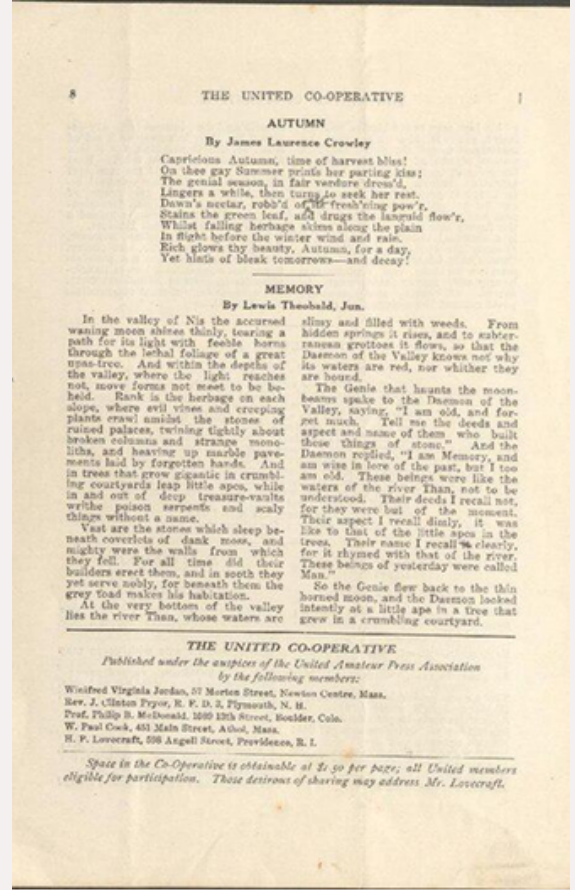 8
THE UNITED CO-OPERATIVE
AUTUMN
By James Laurence Crowley
Capricious Autumn, time of harvest bliss!
On thee gay Summer prints her parting kiss;
The genial season, in fair verdure dress'd,
Lingers a while, then turns to seek her rest.
Dawn's nectar, robb'd of its fresh'ning pow'r,
Stains the green leaf, and drugs the languid flow'r,
Whilst falling herbage skims along the plain
In flight before the winter wind and rain.
Rich glows thy beauty, Autumn, for a day,
Yet hints of bleak tomorrows—and decay!
MEMORY
By Lewis Theobald, Jun.
In the valley of Nis the accursed
waning moon shines thinly, tearing a
path for its light with feeble horns
through the lethal foliage of a great
upas-tree. And within the depths of
the valley, where the light reaches
not, move forms not meet to be be-
held. Rank is the herbage on each
slope, where evil vines and creeping
plants crawl amidst the stones of
ruined palaces, twining tightly about
broken columns and strange mono-
liths, and heaving up marble pave-
ments laid by forgotten hands. And
in trees that grow gigantic in crumbl-
ing courtyards leap little apes, while
in and out of deep treasure-vaults
writhe poison serpents and scaly
things without a name.
Vast are the stones which sleep be-
neath coverlets of dank moss, and
mighty were the walls from which
they fell. For all time did their
builders erect them, and in sooth they
yet serve nobly, for beneath them the
grey toad makes his habitation.
At the very bottom of the valley
lies the river Than, whose waters are
slimy and filled with weeds. From
hidden springs it rises, and to subter-
ranean grottoes it flows, so that the
Daemon of the Valley knows not why
its waters are red, nor whither they
are bound.
The Genie that haunts the moon-
beams spake to the Daemon of the
Valley, saying, "I am old, and for-
get much. Tell me the deeds and
aspect and name of them who built
these things of stone." And the
Daemon replied, "I am Memory, and
am wise in lore of the past, but I too
am old. These beings were like the
waters of the river Than, not to be
understood. Their deeds I recall not,
for they were but of the moment.
Their aspect I recall dimly, it was
like to that of the little apes in the
trees. Their name I recall clearly,
for it rhymed with that of the river.
These beings of yesterday were called
Man."
So the Genie flew back to the thin
horned moon, and the Daemon looked
intently at a little ape in a tree that
grew in a crumbling courtyard.
THE UNITED CO-OPERATIVE
Published under the auspices of the United Amateur Press Association
by the following members:
Winifred Virginia Jordan, 57 Morton Street, Newton Centre, Mass.
Rev. J. Clinton Pryor, R. F. D. 3, Plymouth, N. H.
Prof. Philip B. McDonald, 13th Street, Boulder, Colo.
W. Paul Cook, 451 Main Street, Athol, Mass.
H. P. Lovecraft, 598 Angell Street, Providence, R. I.
Space in the Co-Operative is obtainable at $1.50 per page; all United members
eligible for participation. Those desirous of sharing may address Mr. Lovecraft.